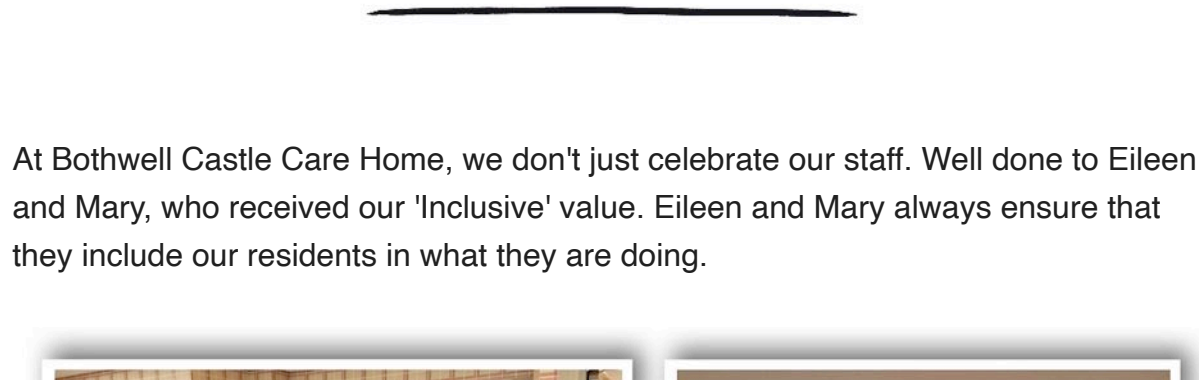 At Bothwell Castle Care Home, we don't just celebrate our staff. Well done to Eileen
and Mary, who received our 'Inclusive' value. Eileen and Mary always ensure that
they include our residents in what they are doing.